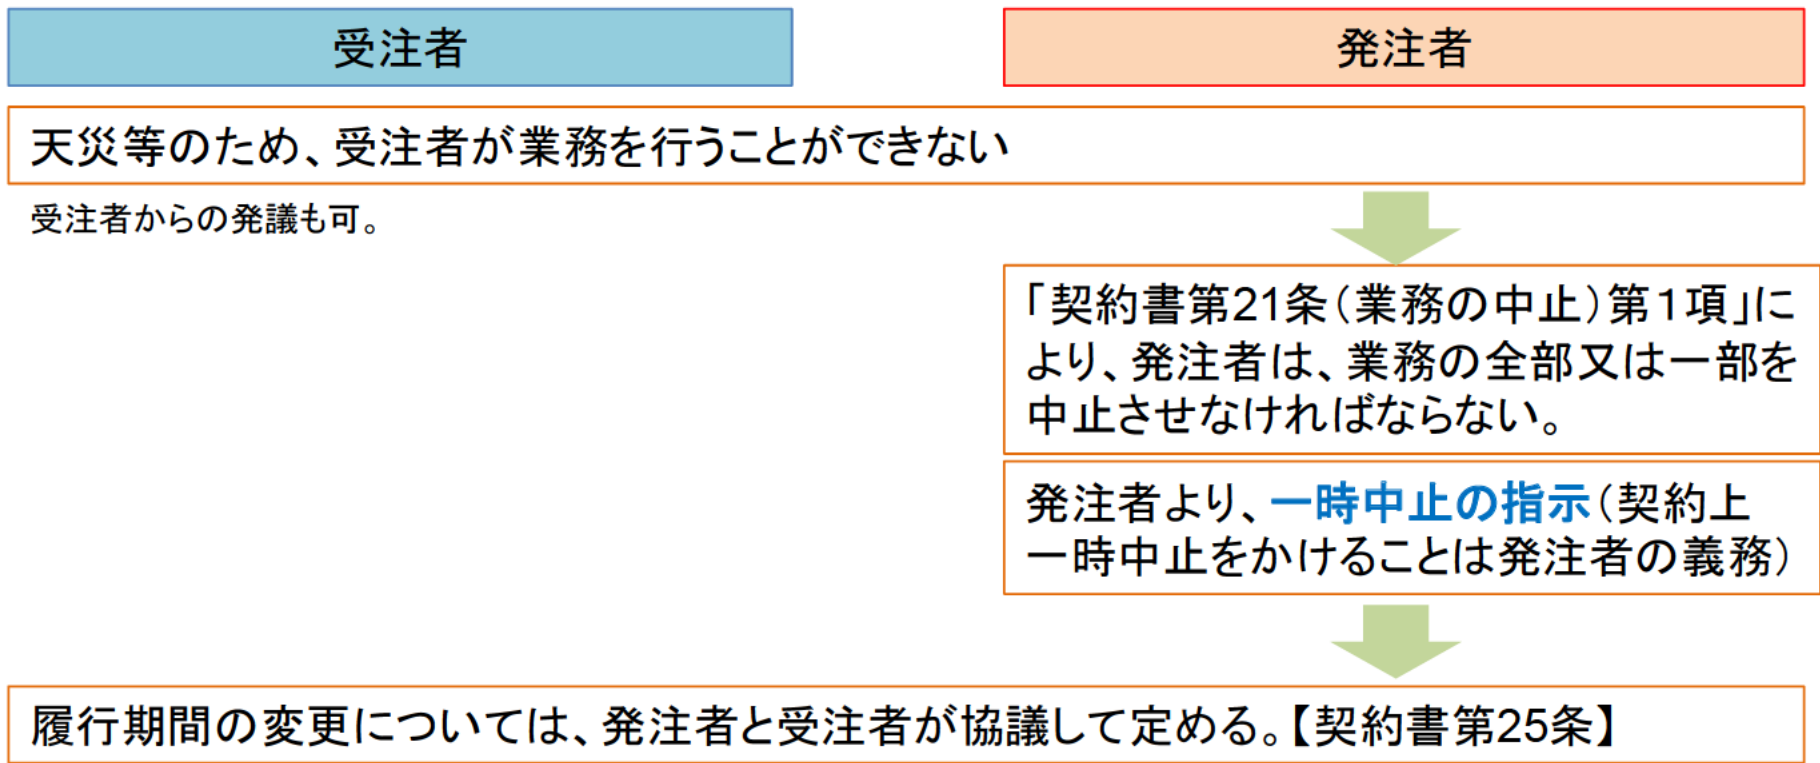 受注者
発注者
天災等のため、受注者が業務を行うことができない
受注者からの発議も可。
「契約書第21条（業務の中止）第１項」に
より、発注者は、業務の全部又は一部を
中止させなければならない。
発注者より、一時中止の指示（契約上
一時中止をかけることは発注者の義務）
履行期間の変更については、発注者と受注者が協議して定める。【契約書第25条】